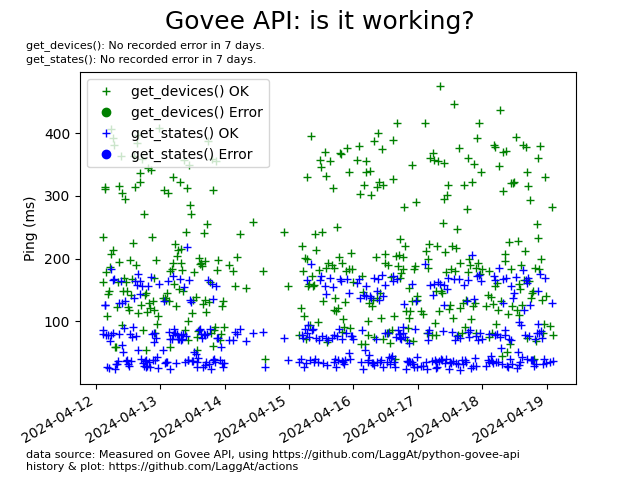 Govee API: is it working?
get_devices(): No recorded error in 7 days.
get_states(): No recorded error in 7 days.
get_devices() OK
get_devices() Error
get_states() OK
get_states() Error
Ping (ms)
400
300
200
100
2024-04-12
2024-04-13
2024-04-14
2024-04-15
2024-04-16
2024-04-17
2024-04-18
2024-04-19
data source: Measured on Govee API, using https://github.com/LaggAt/python-govee-api
history & plot: https://github.com/LaggAt/actions